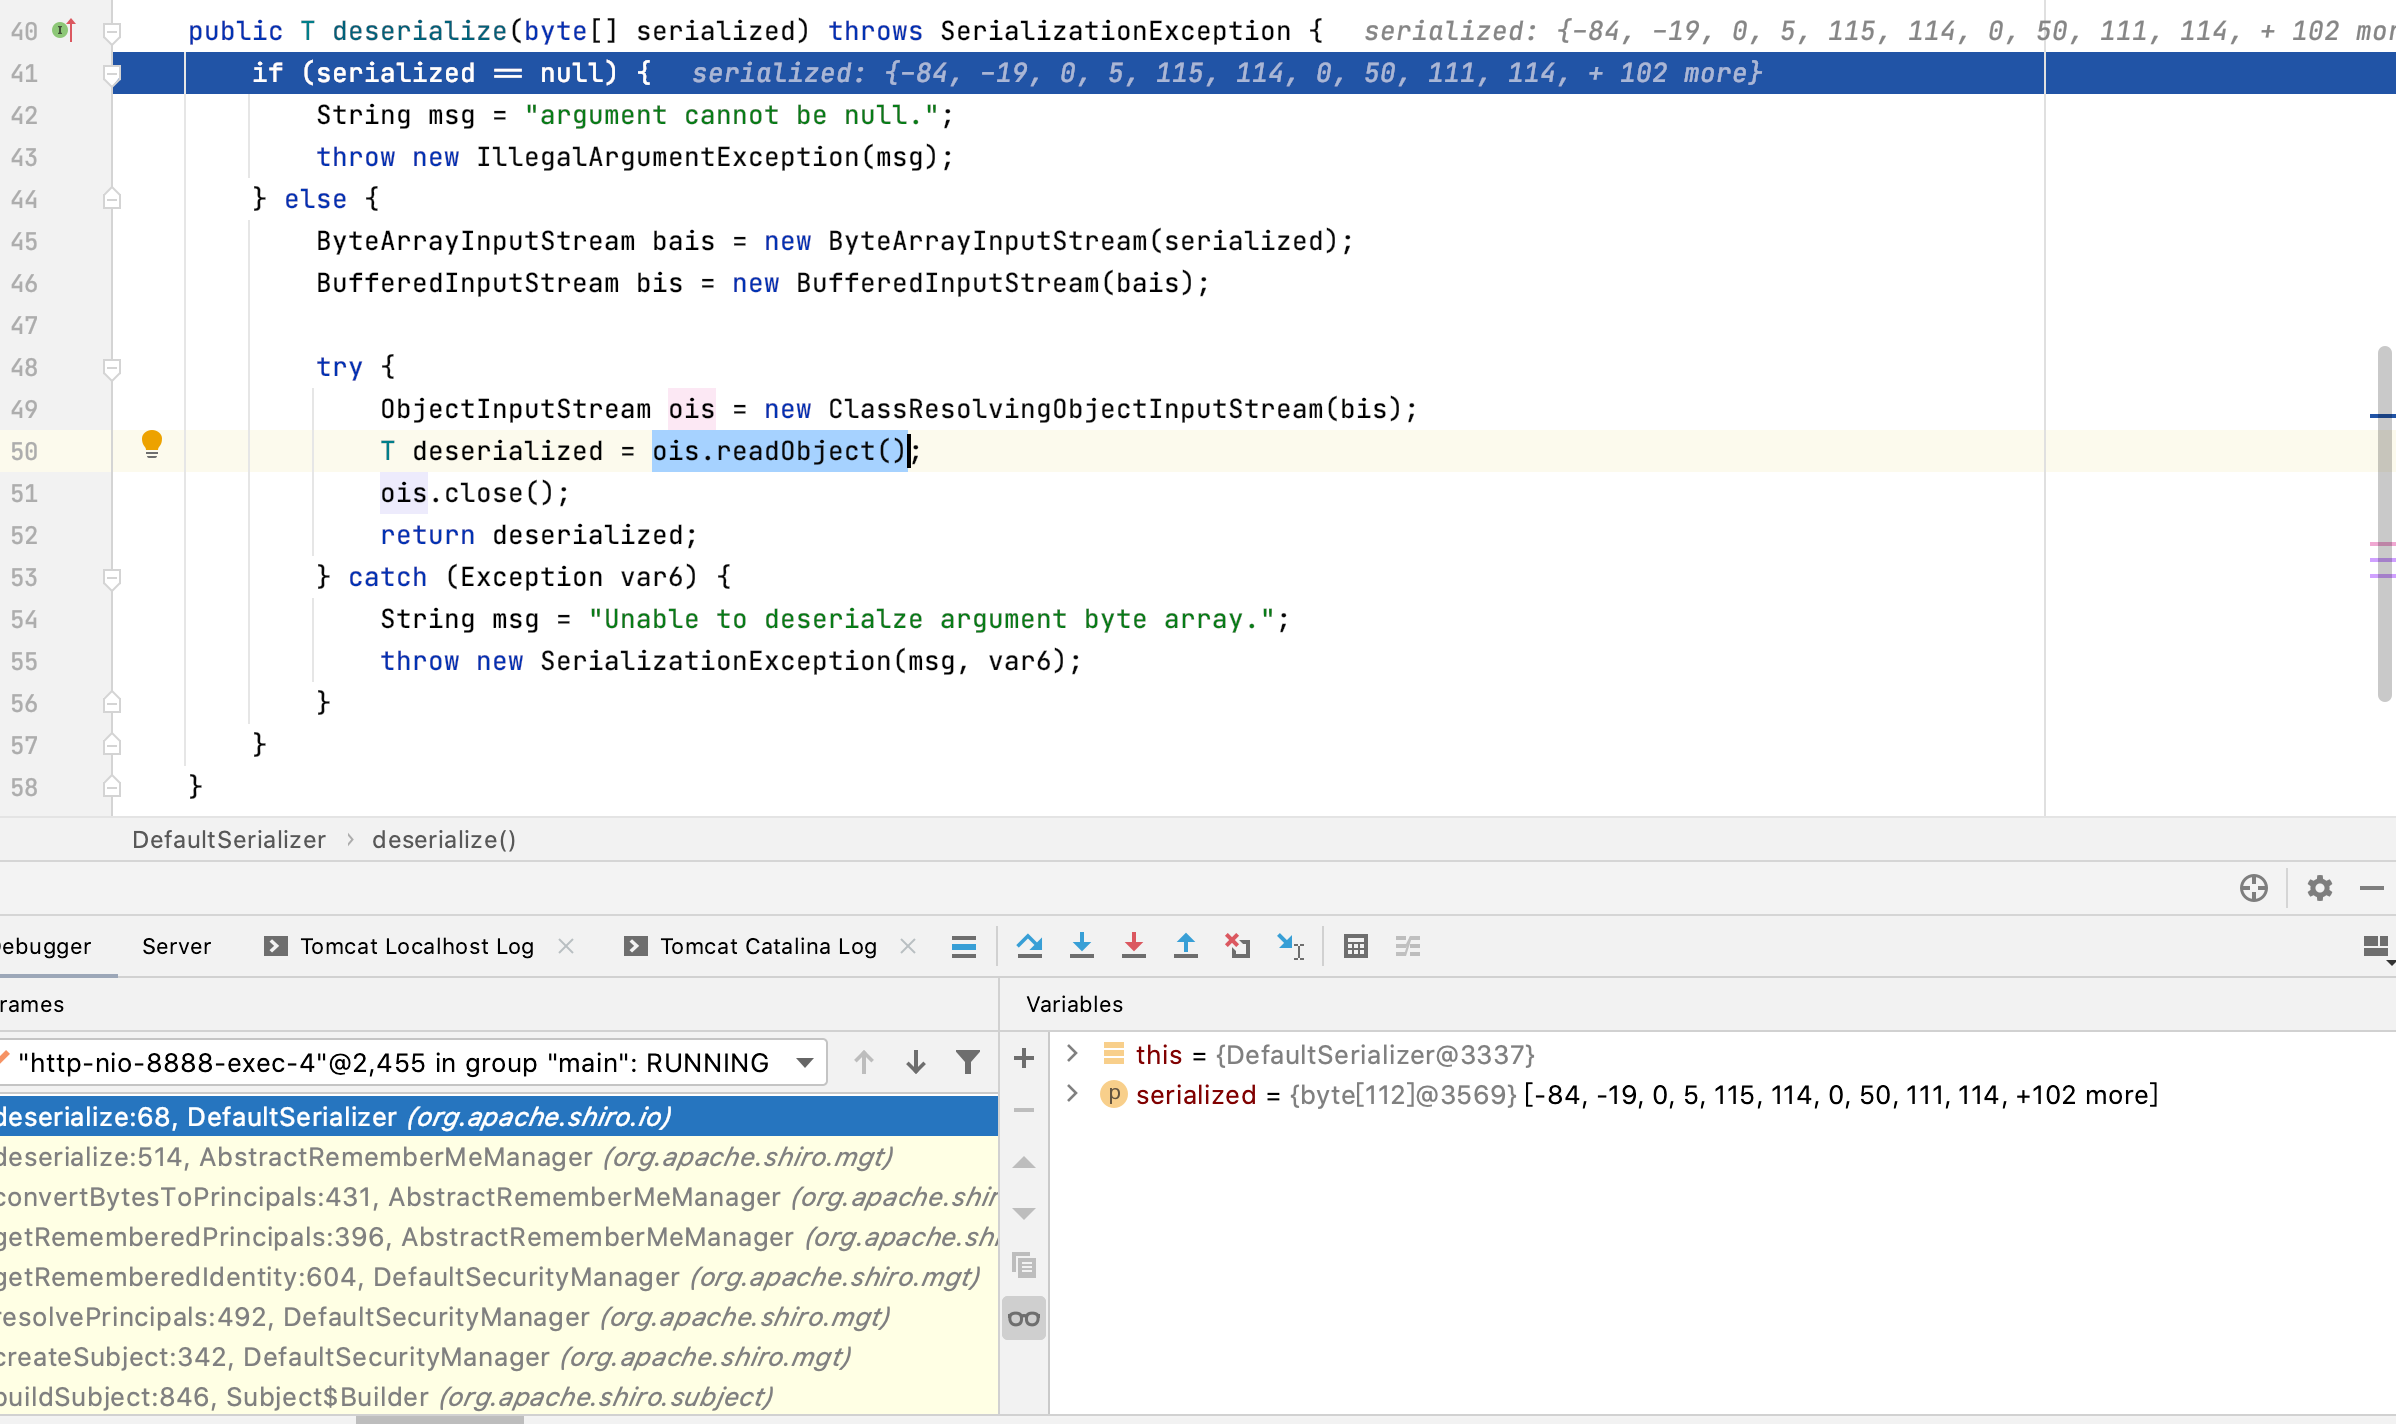 40 public T deserialize(byte[] serialized) throws SerializationException { serialized: {-84, -19, 0, 5, 115, 114, 0, 50, 111, 114, + 102 mor
41 if (serialized == null) { serialized: {-84, -19, 0, 5, 115, 114, 0, 50, 111, 114, + 102 more}
42 String msg = "argument cannot be null.";
43 throw new IllegalArgumentException(msg);
44 } else {
45 ByteArrayInputStream bais = new ByteArrayInputStream(serialized);
46 BufferedInputStream bis = new BufferedInputStream(bais);
47
48 try {
49 ObjectInputStream ois = new ClassResolvingObjectInputStream(bis);
50 T deserialized = ois.readObject();
51 ois.close();
52 return deserialized;
53 } catch (Exception var6) {
54 String msg = "Unable to deserialze argument byte array.";
55 throw new SerializationException(msg, var6);
56 }
57 }
58 }
DefaultSerializer › deserialize()
ebugger Server Tomcat Localhost Log Tomcat Catalina Log
rames
Variables
"http-nio-8888-exec-4"@2,455 in group "main": RUNNING
this = {DefaultSerializer@3337}
serialized = {byte[112]@3569} [-84, -19, 0, 5, 115, 114, 0, 50, 111, 114, +102 more]
deserialize:68, DefaultSerializer (org.apache.shiro.io)
deserialize:514, AbstractRememberMeManager (org.apache.shiro.mgt)
convertBytesToPrincipals:431, AbstractRememberMeManager (org.apache.shir
getRememberedPrincipals:396, AbstractRememberMeManager (org.apache.shi
getRememberedIdentity:604, DefaultSecurityManager (org.apache.shiro.mgt)
resolvePrincipals:492, DefaultSecurityManager (org.apache.shiro.mgt)
createSubject:342, DefaultSecurityManager (org.apache.shiro.mgt)
buildSubject:846, Subject$Builder (org.apache.shiro.subject)